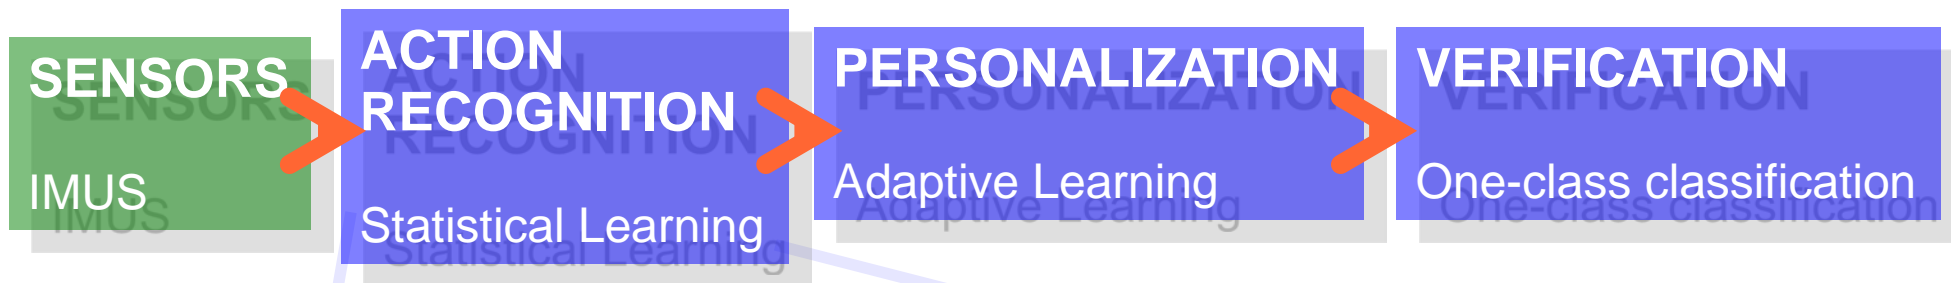 SENSORS
IMUS
ACTION
RECOGNITION
Statistical Learning
PERSONALIZATION
Adaptive Learning
VERIFICATION
One-class classification